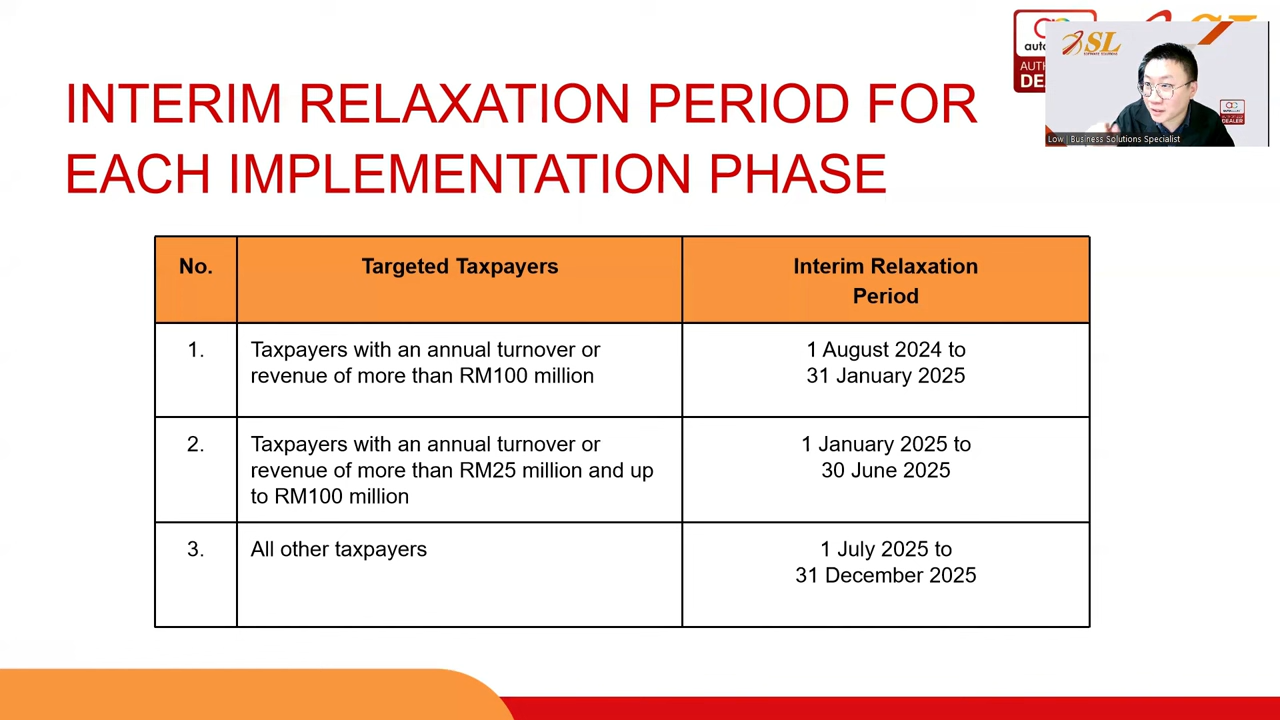 INTERIM RELAXATION PERIOD FOR
EACH IMPLEMENTATION PHASE
SL
Low | Business Solutions Specialist
No.
Targeted Taxpayers
Interim Relaxation
Period
1.
Taxpayers with an annual turnover or
revenue of more than RM100 million
1 August 2024 to
31 January 2025
2.
Taxpayers with an annual turnover or
revenue of more than RM25 million and up
to RM100 million
1 January 2025 to
30 June 2025
3.
All other taxpayers
1 July 2025 to
31 December 2025